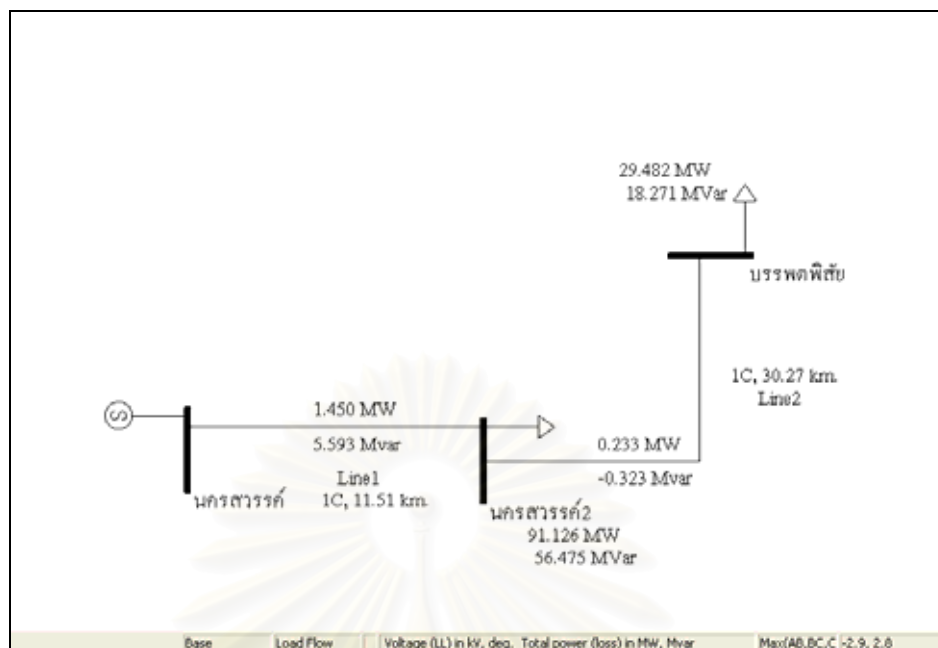 29.482 MW
18.271 MVar
บรรพตพิสัย
1C, 30.27 km.
Line2
S
1.450 MW
5.593 Mvar
Line1
1C, 11.51 km.
นครสวรรค์
0.233 MW
-0.323 Mvar
นครสวรรค์2
91.126 MW
56.475 MVar
Base Load Flow Voltage (LL) in kV, deg, Total power (loss) in MW, Mvar Max(AB,BC,C -2.9, 2.8